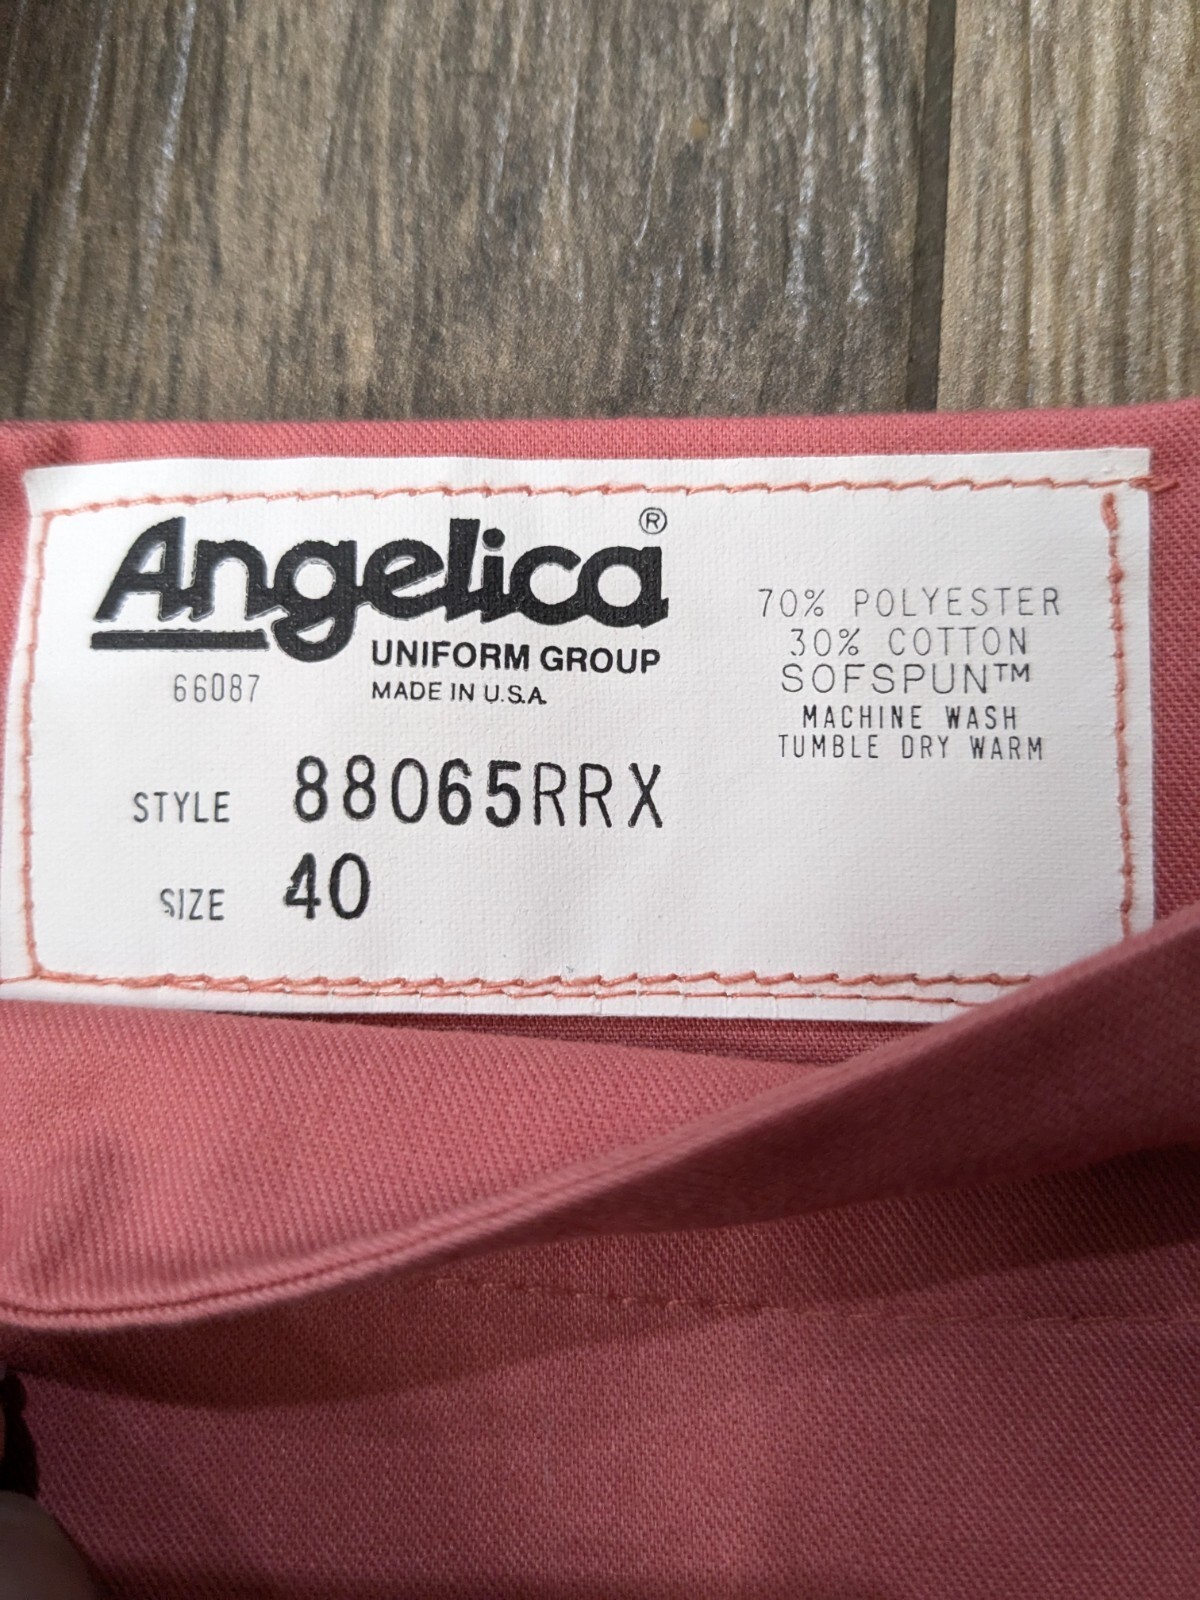 Angelica®
UNIFORM GROUP
66087
MADE IN U.S.A.
STYLE 88065RRX
SIZE 40
70% POLYESTER
30% COTTON
SOFSPUN™
MACHINE WASH
TUMBLE DRY WARM